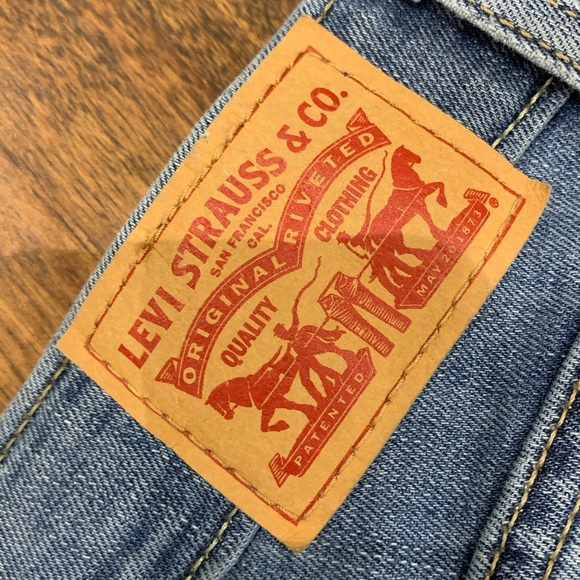 LEVI STRAUSS & CO.
SAN FRANCISCO
CAL.
ORIGINAL RIVETED
QUALITY CLOTHING
PATENTED MAY 20 1873
®